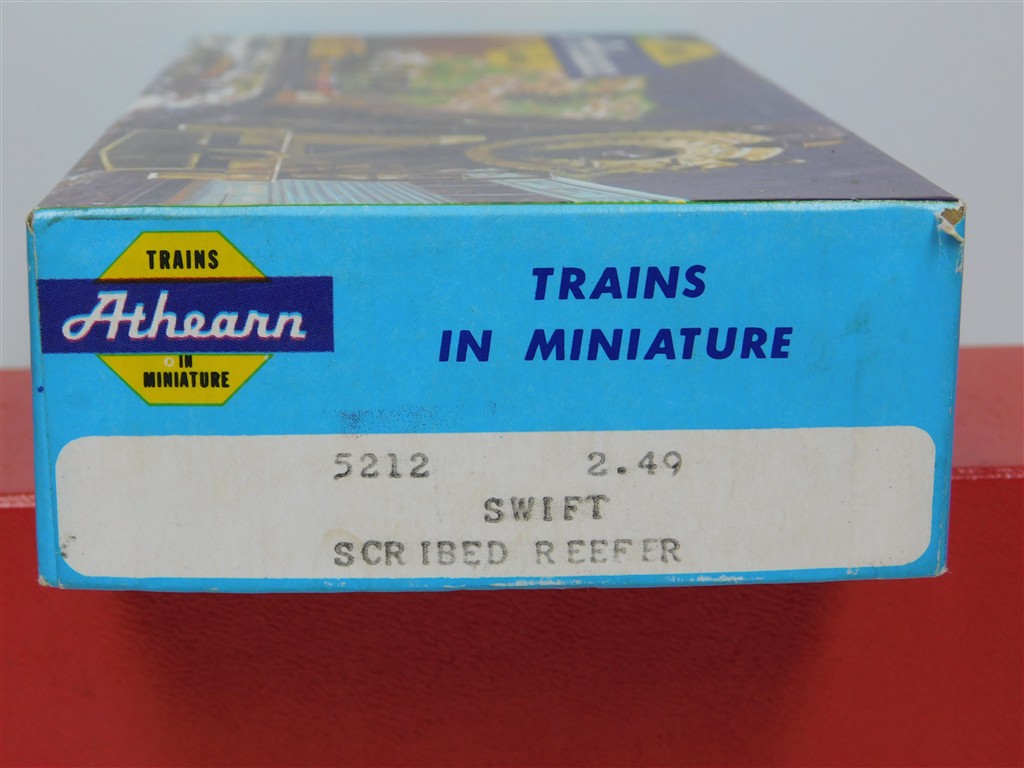 TRAINS
Athearn
IN
MINIATURE
TRAINS
IN MINIATURE
5212 2.49
SWIFT
SCRIBED REEFER